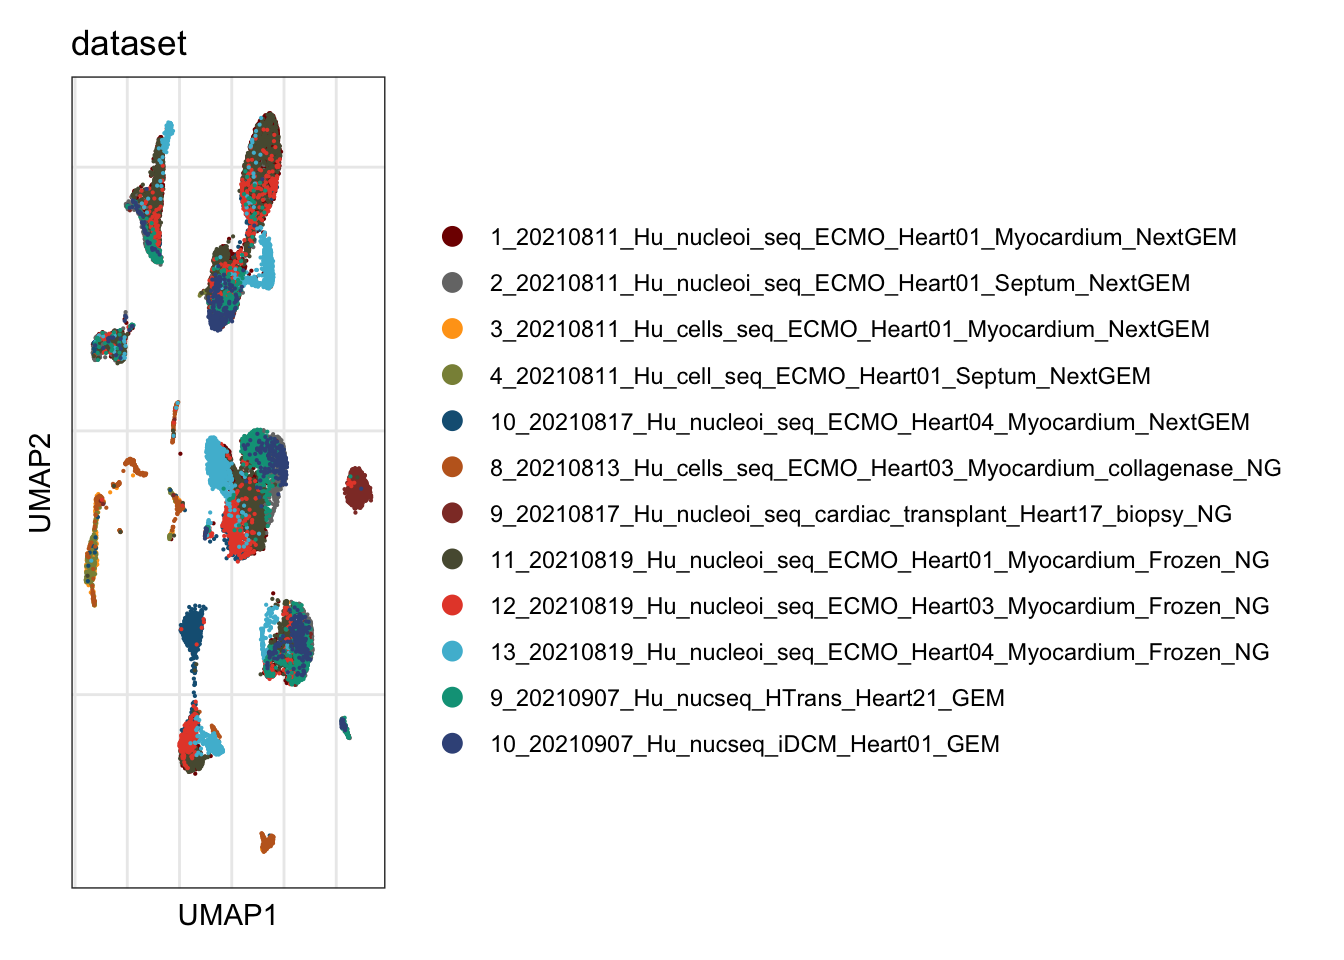 dataset
1_20210811_Hu_nucleoi_seq_ECMO_Heart01_Myocardium_NextGEM
2_20210811_Hu_nucleoi_seq_ECMO_Heart01_Septum_NextGEM
3_20210811_Hu_cells_seq_ECMO_Heart01_Myocardium_NextGEM
4_20210811_Hu_cell_seq_ECMO_Heart01_Septum_NextGEM
10_20210817_Hu_nucleoi_seq_ECMO_Heart04_Myocardium_NextGEM
8_20210813_Hu_cells_seq_ECMO_Heart03_Myocardium_collagenase_NG
9_20210817_Hu_nucleoi_seq_cardiac_transplant_Heart17_biopsy_NG
11_20210819_Hu_nucleoi_seq_ECMO_Heart01_Myocardium_Frozen_NG
12_20210819_Hu_nucleoi_seq_ECMO_Heart03_Myocardium_Frozen_NG
13_20210819_Hu_nucleoi_seq_ECMO_Heart04_Myocardium_Frozen_NG
9_20210907_Hu_nucseq_HTrans_Heart21_GEM
10_20210907_Hu_nucseq_iDCM_Heart01_GEM
UMAP2
UMAP1